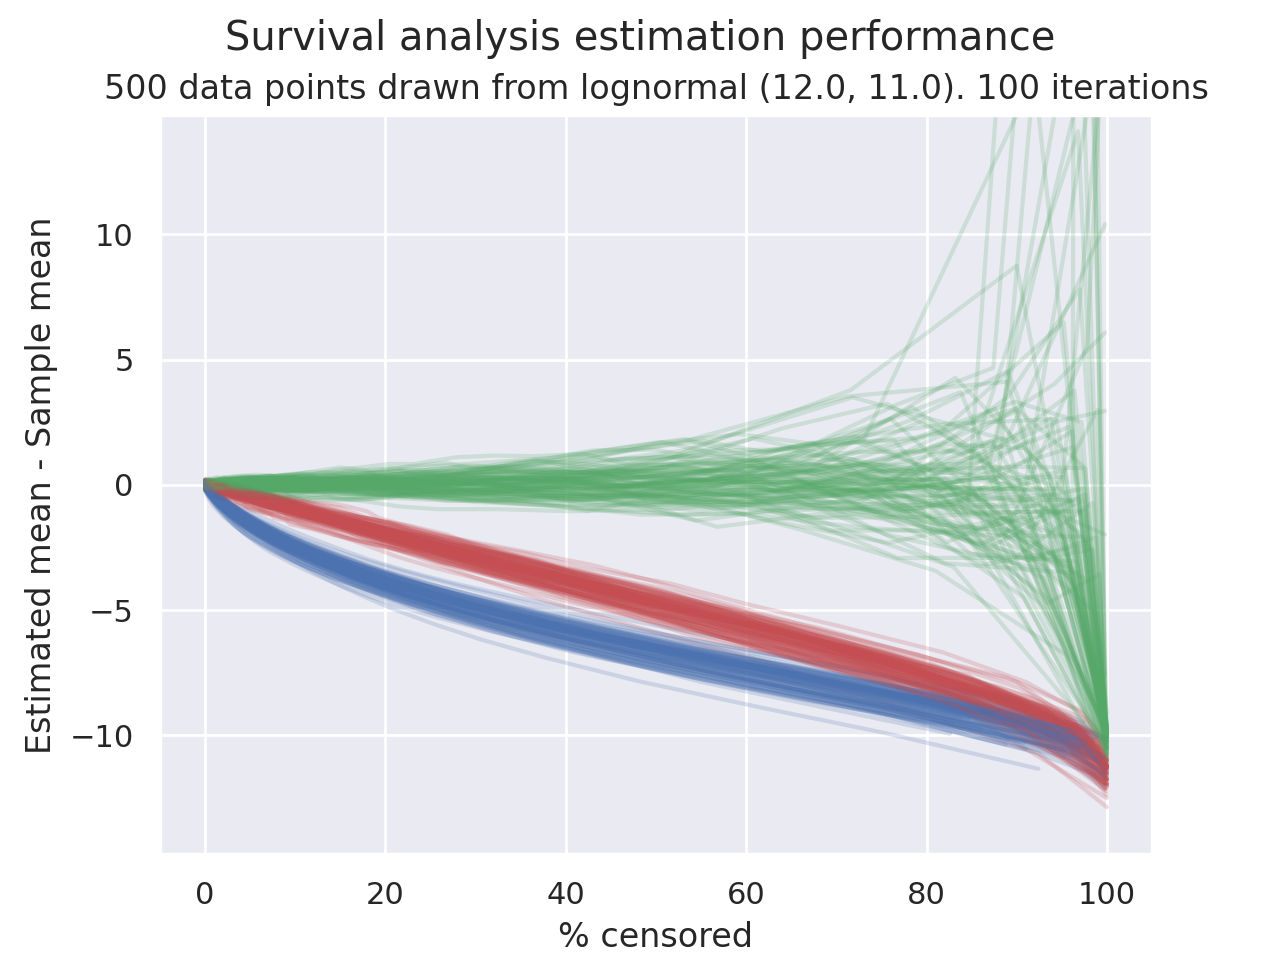 Survival analysis estimation performance
500 data points drawn from lognormal (12.0, 11.0). 100 iterations
Estimated mean - Sample mean
10
5
0
−5
−10
0 20 40 60 80 100
% censored